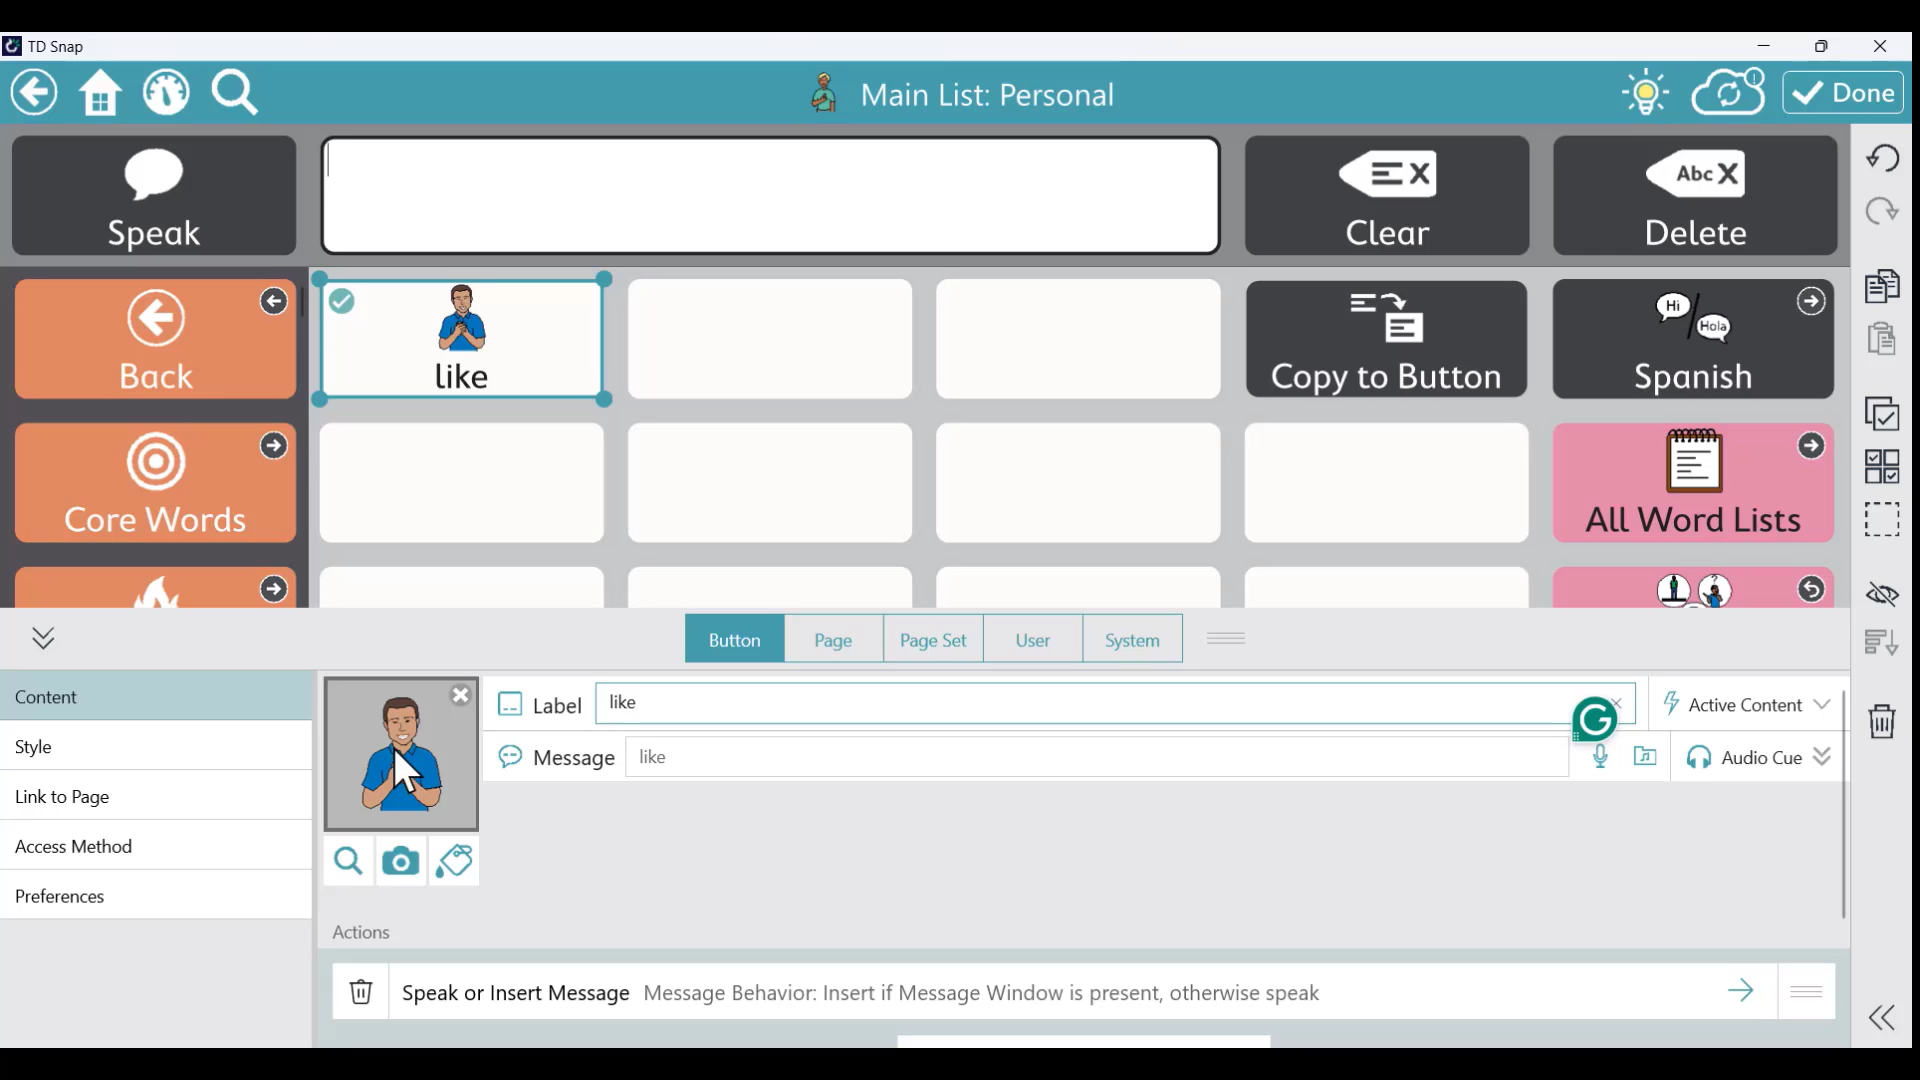 TD Snap
Main List: Personal
Done
Speak
Clear
Abc X
Delete
Back
like
Copy to Button
Hi
Hola
Spanish
Core Words
All Word Lists
Button
Page
Page Set
User
System
Content
Style
Link to Page
Access Method
Preferences
Label
like
Active Content
Message
like
Audio Cue
Actions
Speak or Insert Message Message Behavior: Insert if Message Window is present, otherwise speak